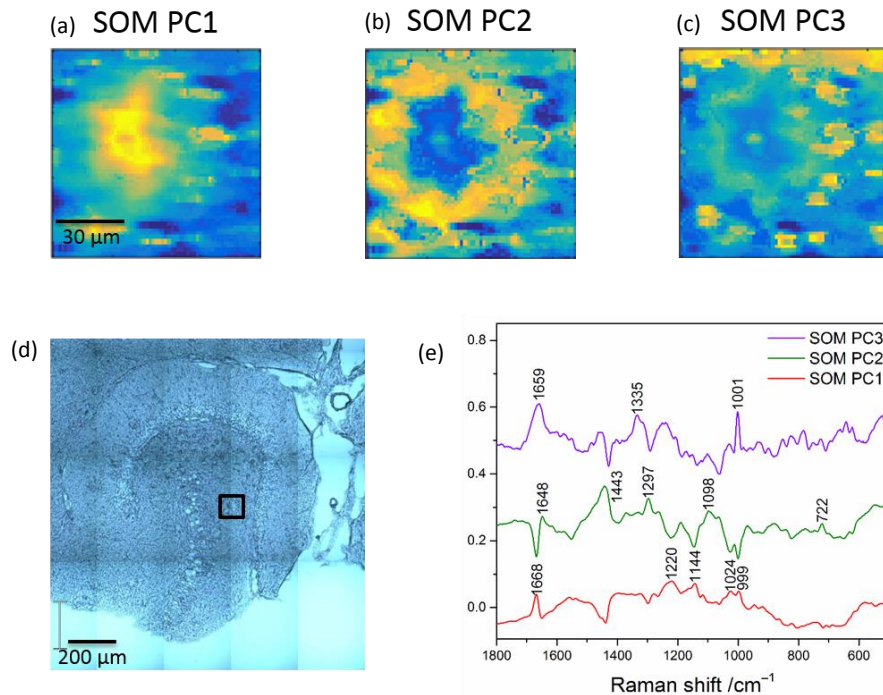 (a) SOM PC1
(b) SOM PC2
(c) SOM PC3
30 μm
(d)
200 μm
(e)
0.8
0.6
0.4
0.2
0.0
SOM PC3
SOM PC2
SOM PC1
1659
1335
1001
1648
1443
1297
1098
722
1668
1220
1144
1024
999
1800
1600
1400
1200
1000
800
600
Raman shift /cm⁻¹